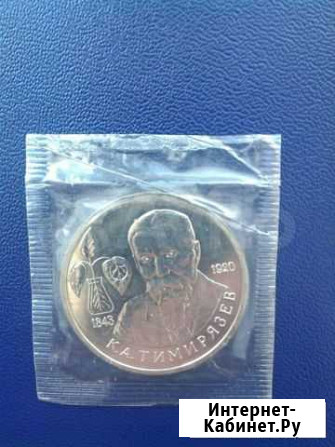 1843
1920
К.А.ТИМИРЯЗЕВ
Интернет-
Кабинет.Ру